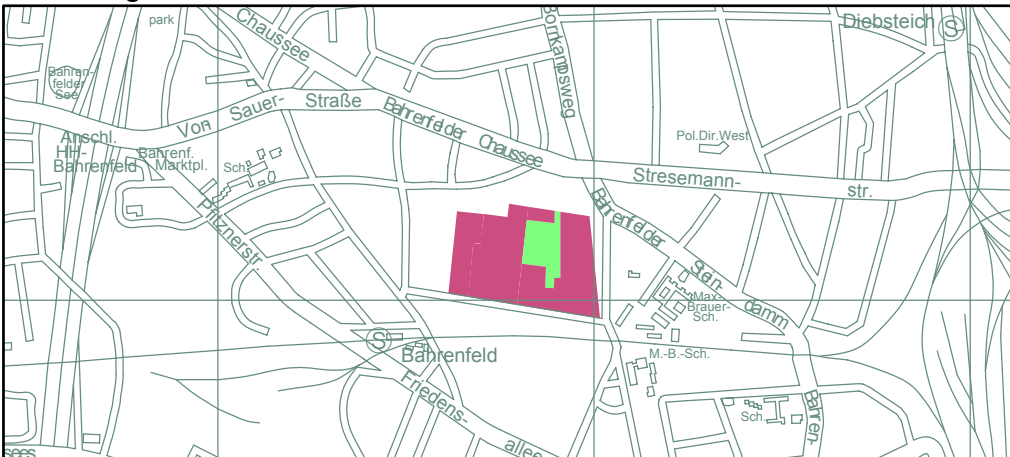 park
Chaussee
Borrkampsweg
Diebsteich
S
Bahren-
felder
See
Von Sauer- Straße
Bahrenfelder Chaussee
Anschl.
HH-
Bahrenfeld
Bahrenf.
Marktpl.
Sch.
Pol.Dir.West
Stresemann- str.
Pfitznerstr.
Bahrenfelder Stein- damm
Max-
Brauer-
Sch.
S
Bahrenfeld
M.-B.-Sch.
Friedens- allee
Sch.
Bahren-
sees